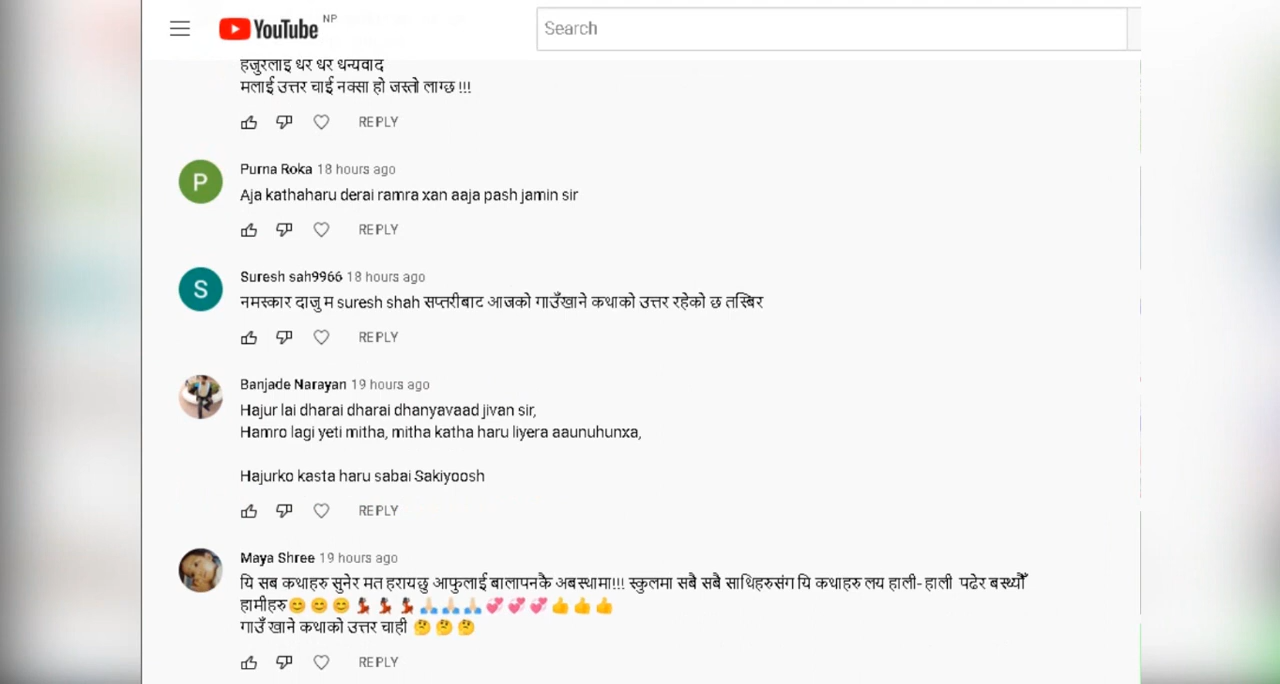 YouTube NP
Search
हजुरलाई धेरै धेरै धन्यवाद
मलाई उत्तर चाई नक्सा हो जस्तो लाग्छ !!!
REPLY
P
Purna Roka 18 hours ago
Aja kathaharu derai ramra xan aaja pash jamin sir
REPLY
S
Suresh sah9966 18 hours ago
नमस्कार दाजु म suresh shah सप्तरीबाट आजको गाउँखाने कथाको उत्तर रहेको छ तस्बिर
REPLY
Banjade Narayan 19 hours ago
Hajur lai dharai dharai dhanyavaad jivan sir,
Hamro lagi yeti mitha, mitha katha haru liyera aaunuhunxa,
Hajurko kasta haru sabai Sakiyoosh
REPLY
Maya Shree 19 hours ago
यि सब कथाहरु सुनेर मत हरायछु आफुलाई बालापनकै अबस्थामा!!! स्कुलमा सबै सबै साथिहरुसंग यि कथाहरु लय हाली- हाली पढेर बस्थ्यौँ
हामीहरु😊😊😊💃💃💃🙏🏻🙏🏻🙏🏻💞💞💞👍👍👍
गाउँ खाने कथाको उत्तर चाही 🤔🤔🤔
REPLY